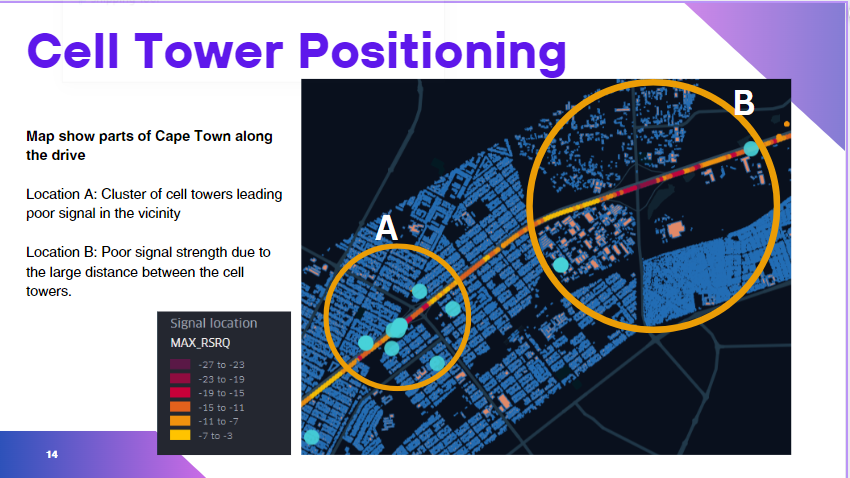 Cell Tower Positioning
Map show parts of Cape Town along
the drive
Location A: Cluster of cell towers leading
poor signal in the vicinity
Location B: Poor signal strength due to
the large distance between the cell
towers.
A
B
Signal location
MAX_RSRQ
-27 to -23
-23 to -19
-19 to -15
-15 to -11
-11 to -7
-7 to -3
14